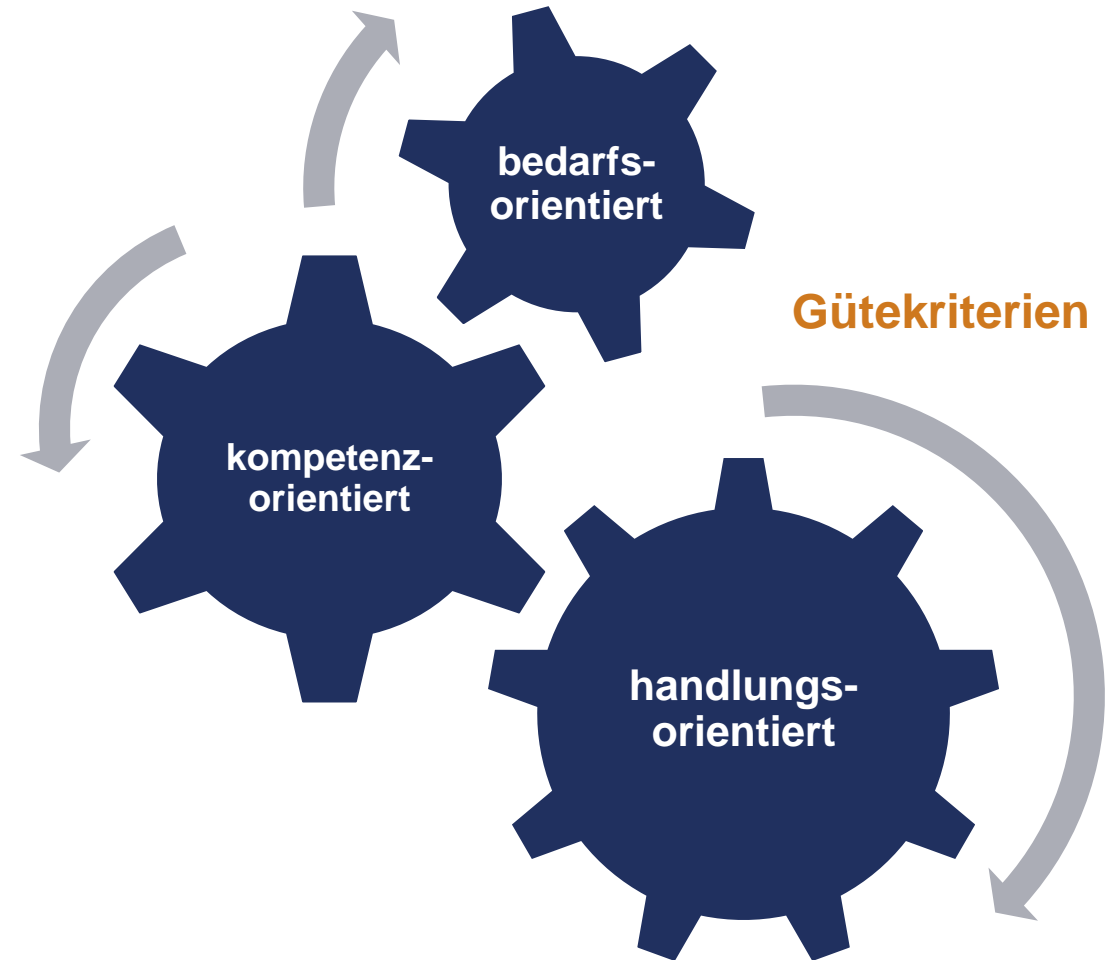 bedarfs-
orientiert
Gütekriterien
kompetenz-
orientiert
handlungs-
orientiert